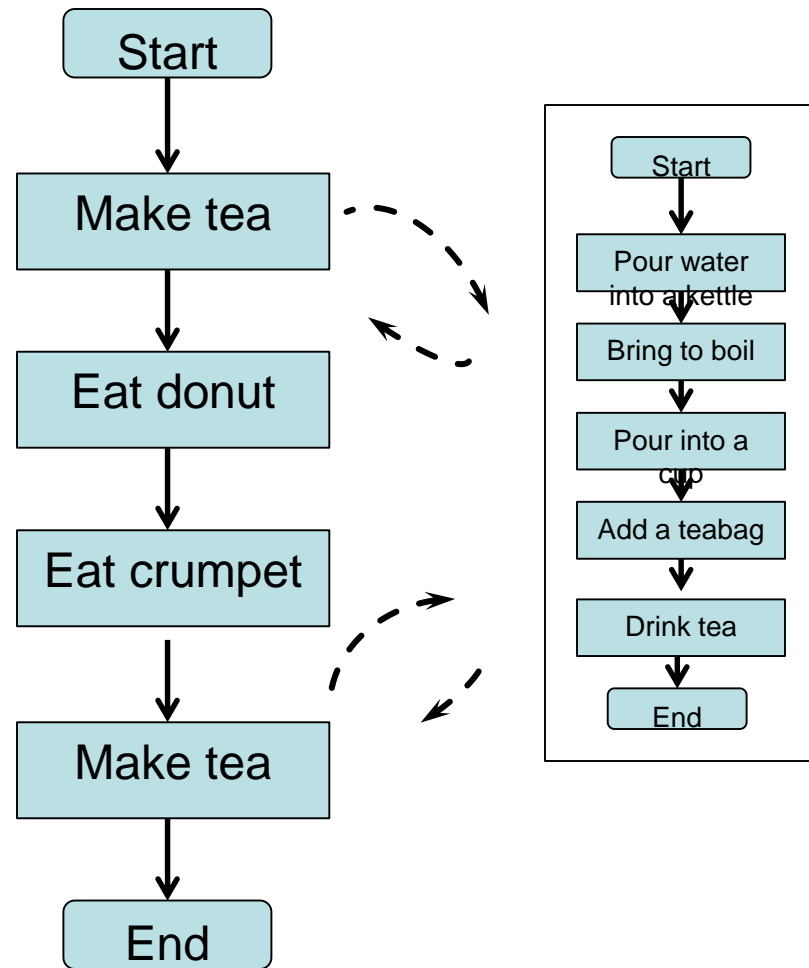 Start
Make tea
Eat donut
Eat crumpet
Make tea
End
Start
Pour water
into a kettle
Bring to boil
Pour into a
cup
Add a teabag
Drink tea
End